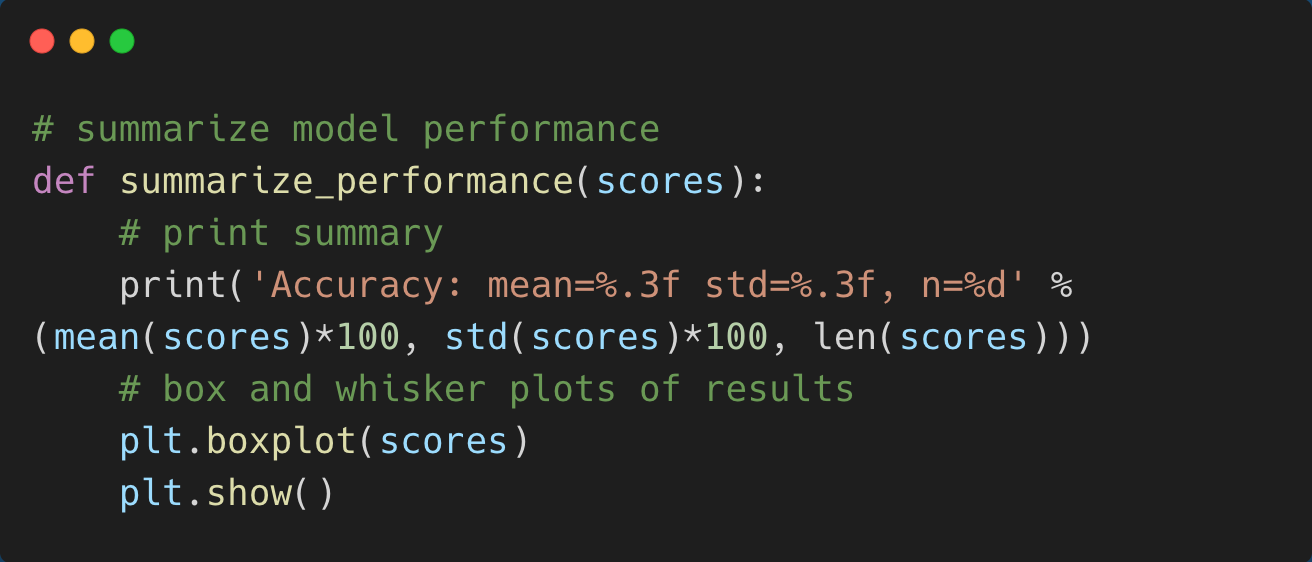 # summarize model performance
def summarize_performance(scores):
    # print summary
    print('Accuracy: mean=%.3f std=%.3f, n=%d' %
(mean(scores)*100, std(scores)*100, len(scores)))
    # box and whisker plots of results
    plt.boxplot(scores)
    plt.show()